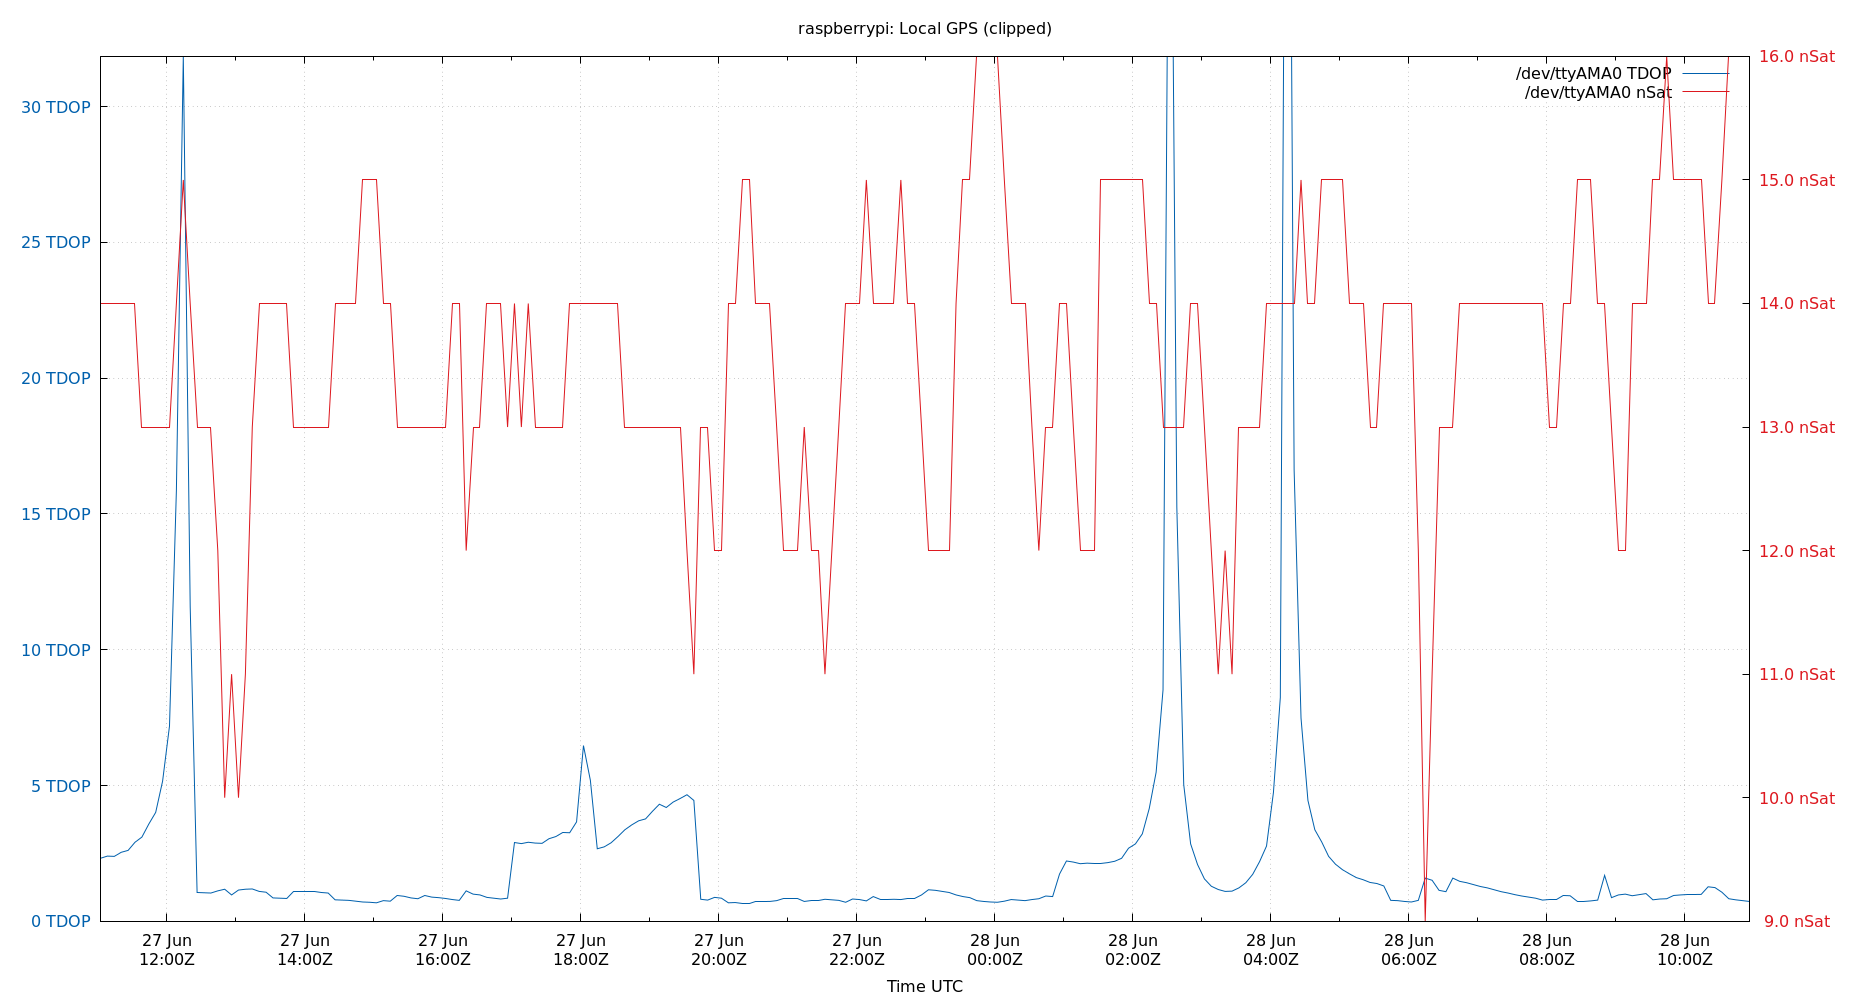 raspberrypi: Local GPS (clipped)
/dev/ttyAMA0 TDOP
/dev/ttyAMA0 nSat
30 TDOP
25 TDOP
20 TDOP
15 TDOP
10 TDOP
5 TDOP
0 TDOP
16.0 nSat
15.0 nSat
14.0 nSat
13.0 nSat
12.0 nSat
11.0 nSat
10.0 nSat
9.0 nSat
27 Jun
12:00Z
27 Jun
14:00Z
27 Jun
16:00Z
27 Jun
18:00Z
27 Jun
20:00Z
27 Jun
22:00Z
28 Jun
00:00Z
28 Jun
02:00Z
28 Jun
04:00Z
28 Jun
06:00Z
28 Jun
08:00Z
28 Jun
10:00Z
Time UTC